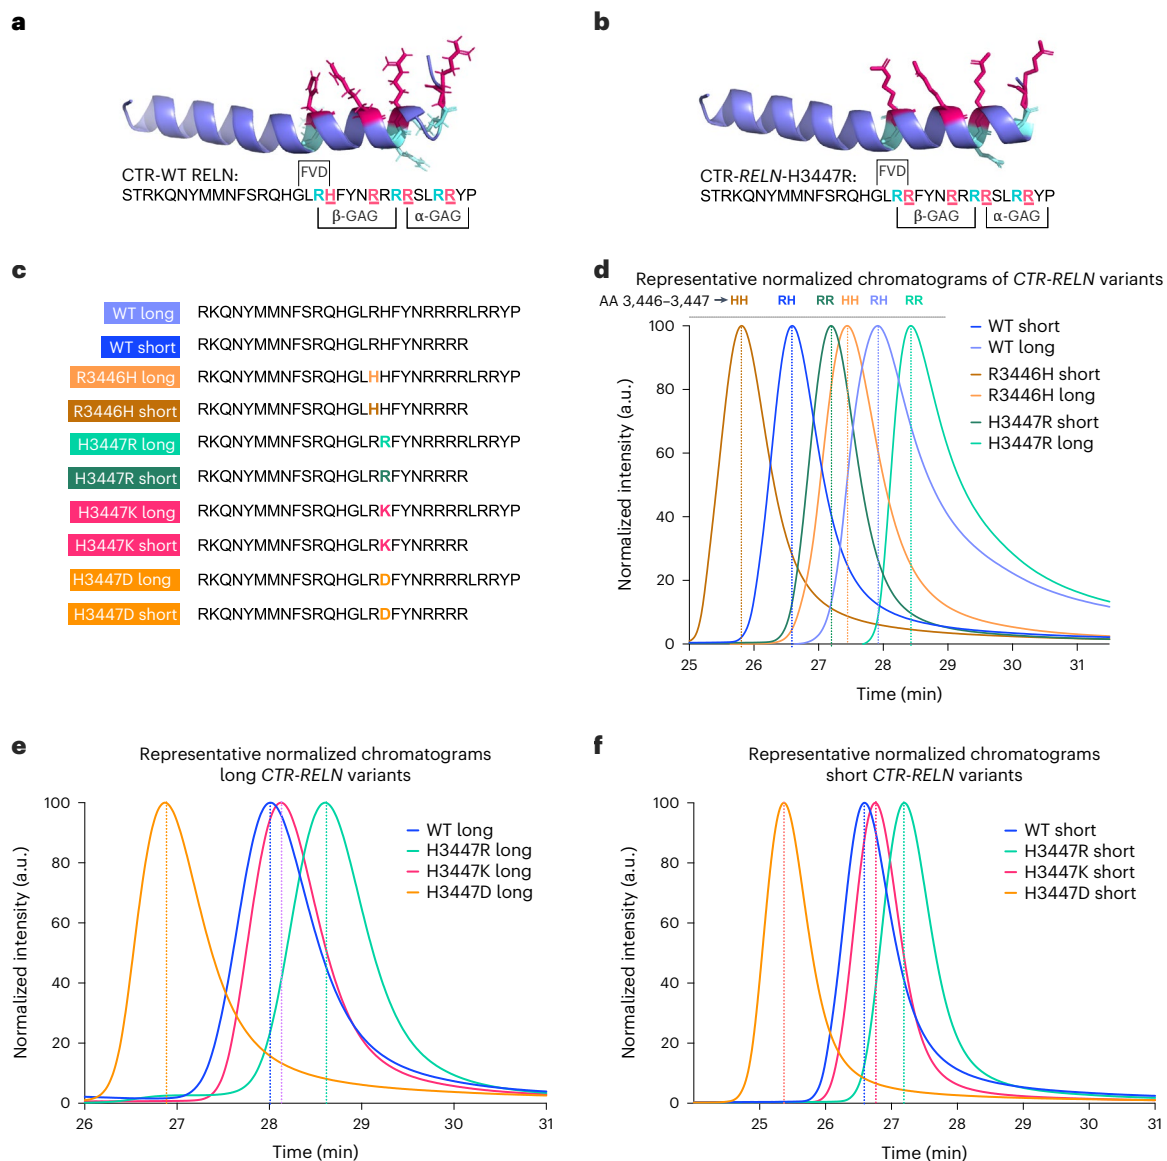 a
FVD
CTR-WT RELN:
STRKQNYMMNFSRQHGLRHFYNRRRRSLRRYP
β-GAG α-GAG
b
FVD
CTR-RELN-H3447R:
STRKQNYMMNFSRQHGLRRFYNRRRRSLRRYP
β-GAG α-GAG
c
WT long RKQNYMMNFSRQHGLRHFYNRRRRLRRYP
WT short RKQNYMMNFSRQHGLRHFYNRRRR
R3446H long RKQNYMMNFSRQHGLHHFYNRRRRLRRYP
R3446H short RKQNYMMNFSRQHGLHHFYNRRRR
H3447R long RKQNYMMNFSRQHGLRRFYNRRRRLRRYP
H3447R short RKQNYMMNFSRQHGLRRFYNRRRR
H3447K long RKQNYMMNFSRQHGLRKFYNRRRRLRRYP
H3447K short RKQNYMMNFSRQHGLRKFYNRRRR
H3447D long RKQNYMMNFSRQHGLRDFYNRRRRLRRYP
H3447D short RKQNYMMNFSRQHGLRDFYNRRRR
d
Representative normalized chromatograms of CTR-RELN variants
AA 3,446–3,447 → HH RH RR HH RH RR
WT short
WT long
R3446H short
R3446H long
H3447R short
H3447R long
Normalized intensity (a.u.)
100
80
60
40
20
0
25 26 27 28 29 30 31
Time (min)
e
Representative normalized chromatograms
long CTR-RELN variants
WT long
H3447R long
H3447K long
H3447D long
Normalized intensity (a.u.)
100
80
60
40
20
0
26 27 28 29 30 31
Time (min)
f
Representative normalized chromatograms
short CTR-RELN variants
WT short
H3447R short
H3447K short
H3447D short
Normalized intensity (a.u.)
100
80
60
40
20
0
25 26 27 28 29 30 31
Time (min)